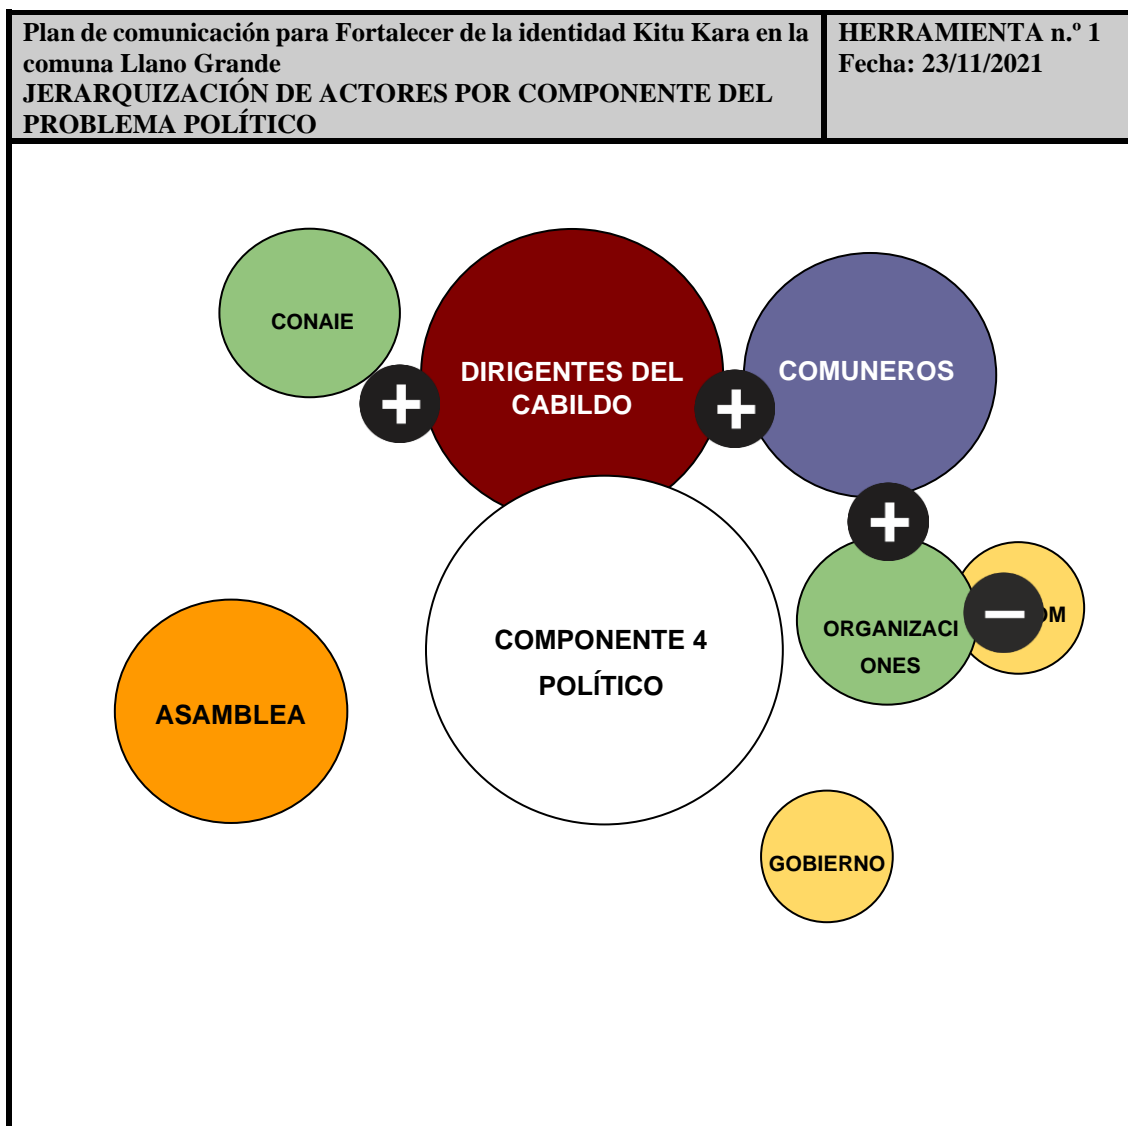 Plan de comunicación para Fortalecer de la identidad Kitu Kara en la
comuna Llano Grande
JERARQUIZACIÓN DE ACTORES POR COMPONENTE DEL
PROBLEMA POLÍTICO
HERRAMIENTA n.º 1
Fecha: 23/11/2021
CONAIE
DIRIGENTES DEL
CABILDO
COMUNEROS
COMPONENTE 4
POLÍTICO
ORGANIZACI
ONES
ASAMBLEA
GOBIERNO